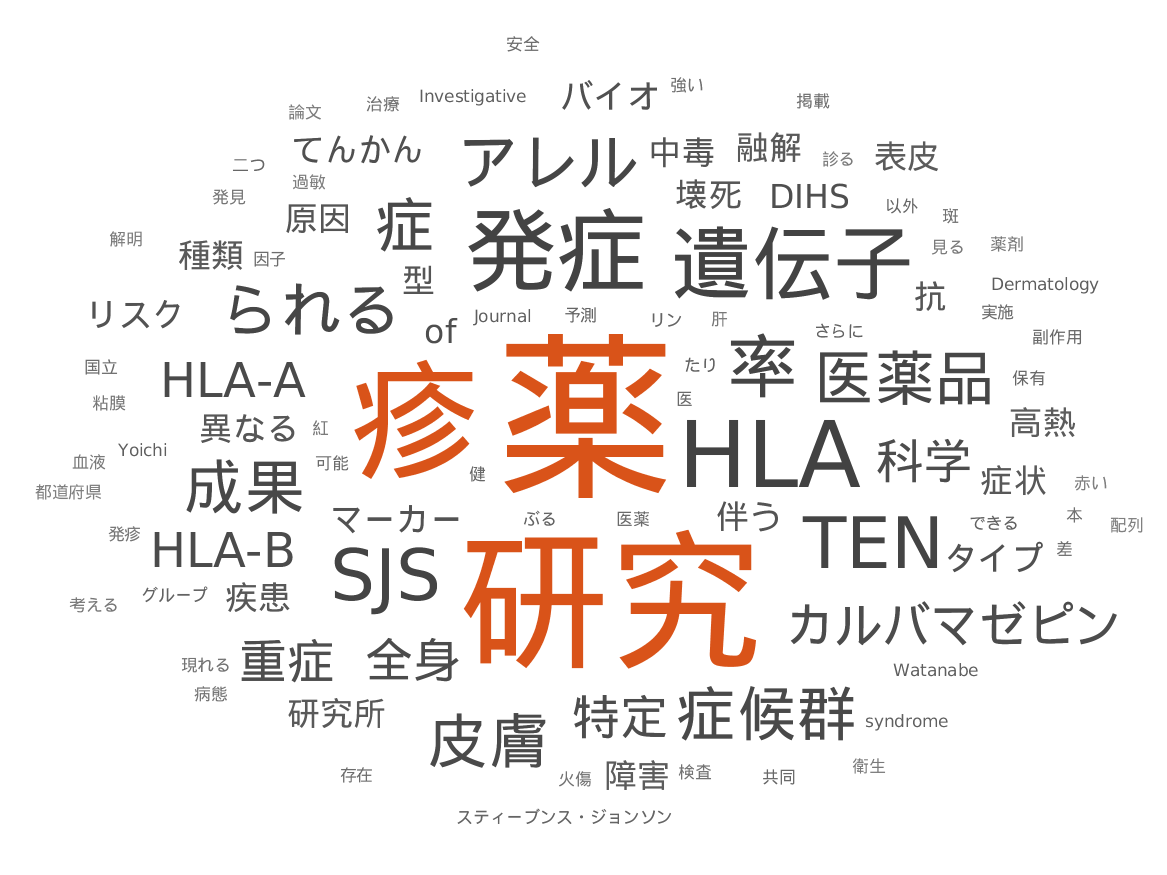 安全
強い
バイオ
Investigative
掲載
治療
論文
アレル
てんかん
中毒
融解
診る
表皮
二つ
過敏
発見
壊死
DIHS
以外
斑
原因
症
発症
遺伝子
見る
薬剤
解明
種類
因子
型
抗
Dermatology
実施
リスク
られる
of
Journal
予測
リン
肝
さらに
副作用
国立
HLA-A
疹
薬
たり
率
医薬品
保有
粘膜
医
異なる
紅
高熱
Yoichi
血液
可能
HLA
科学
症状
赤い
都道府県
成果
健
マーカー
ぶる
医薬
伴う
できる
本
配列
発疹
HLA-B
SJS
研究
TEN
タイプ
差
考える
グループ
疾患
カルバマゼピン
現れる
重症
全身
Watanabe
病態
研究所
皮膚
特定
症候群
syndrome
存在
火傷
障害
検査
共同
衛生
スティーブンス・ジョンソン